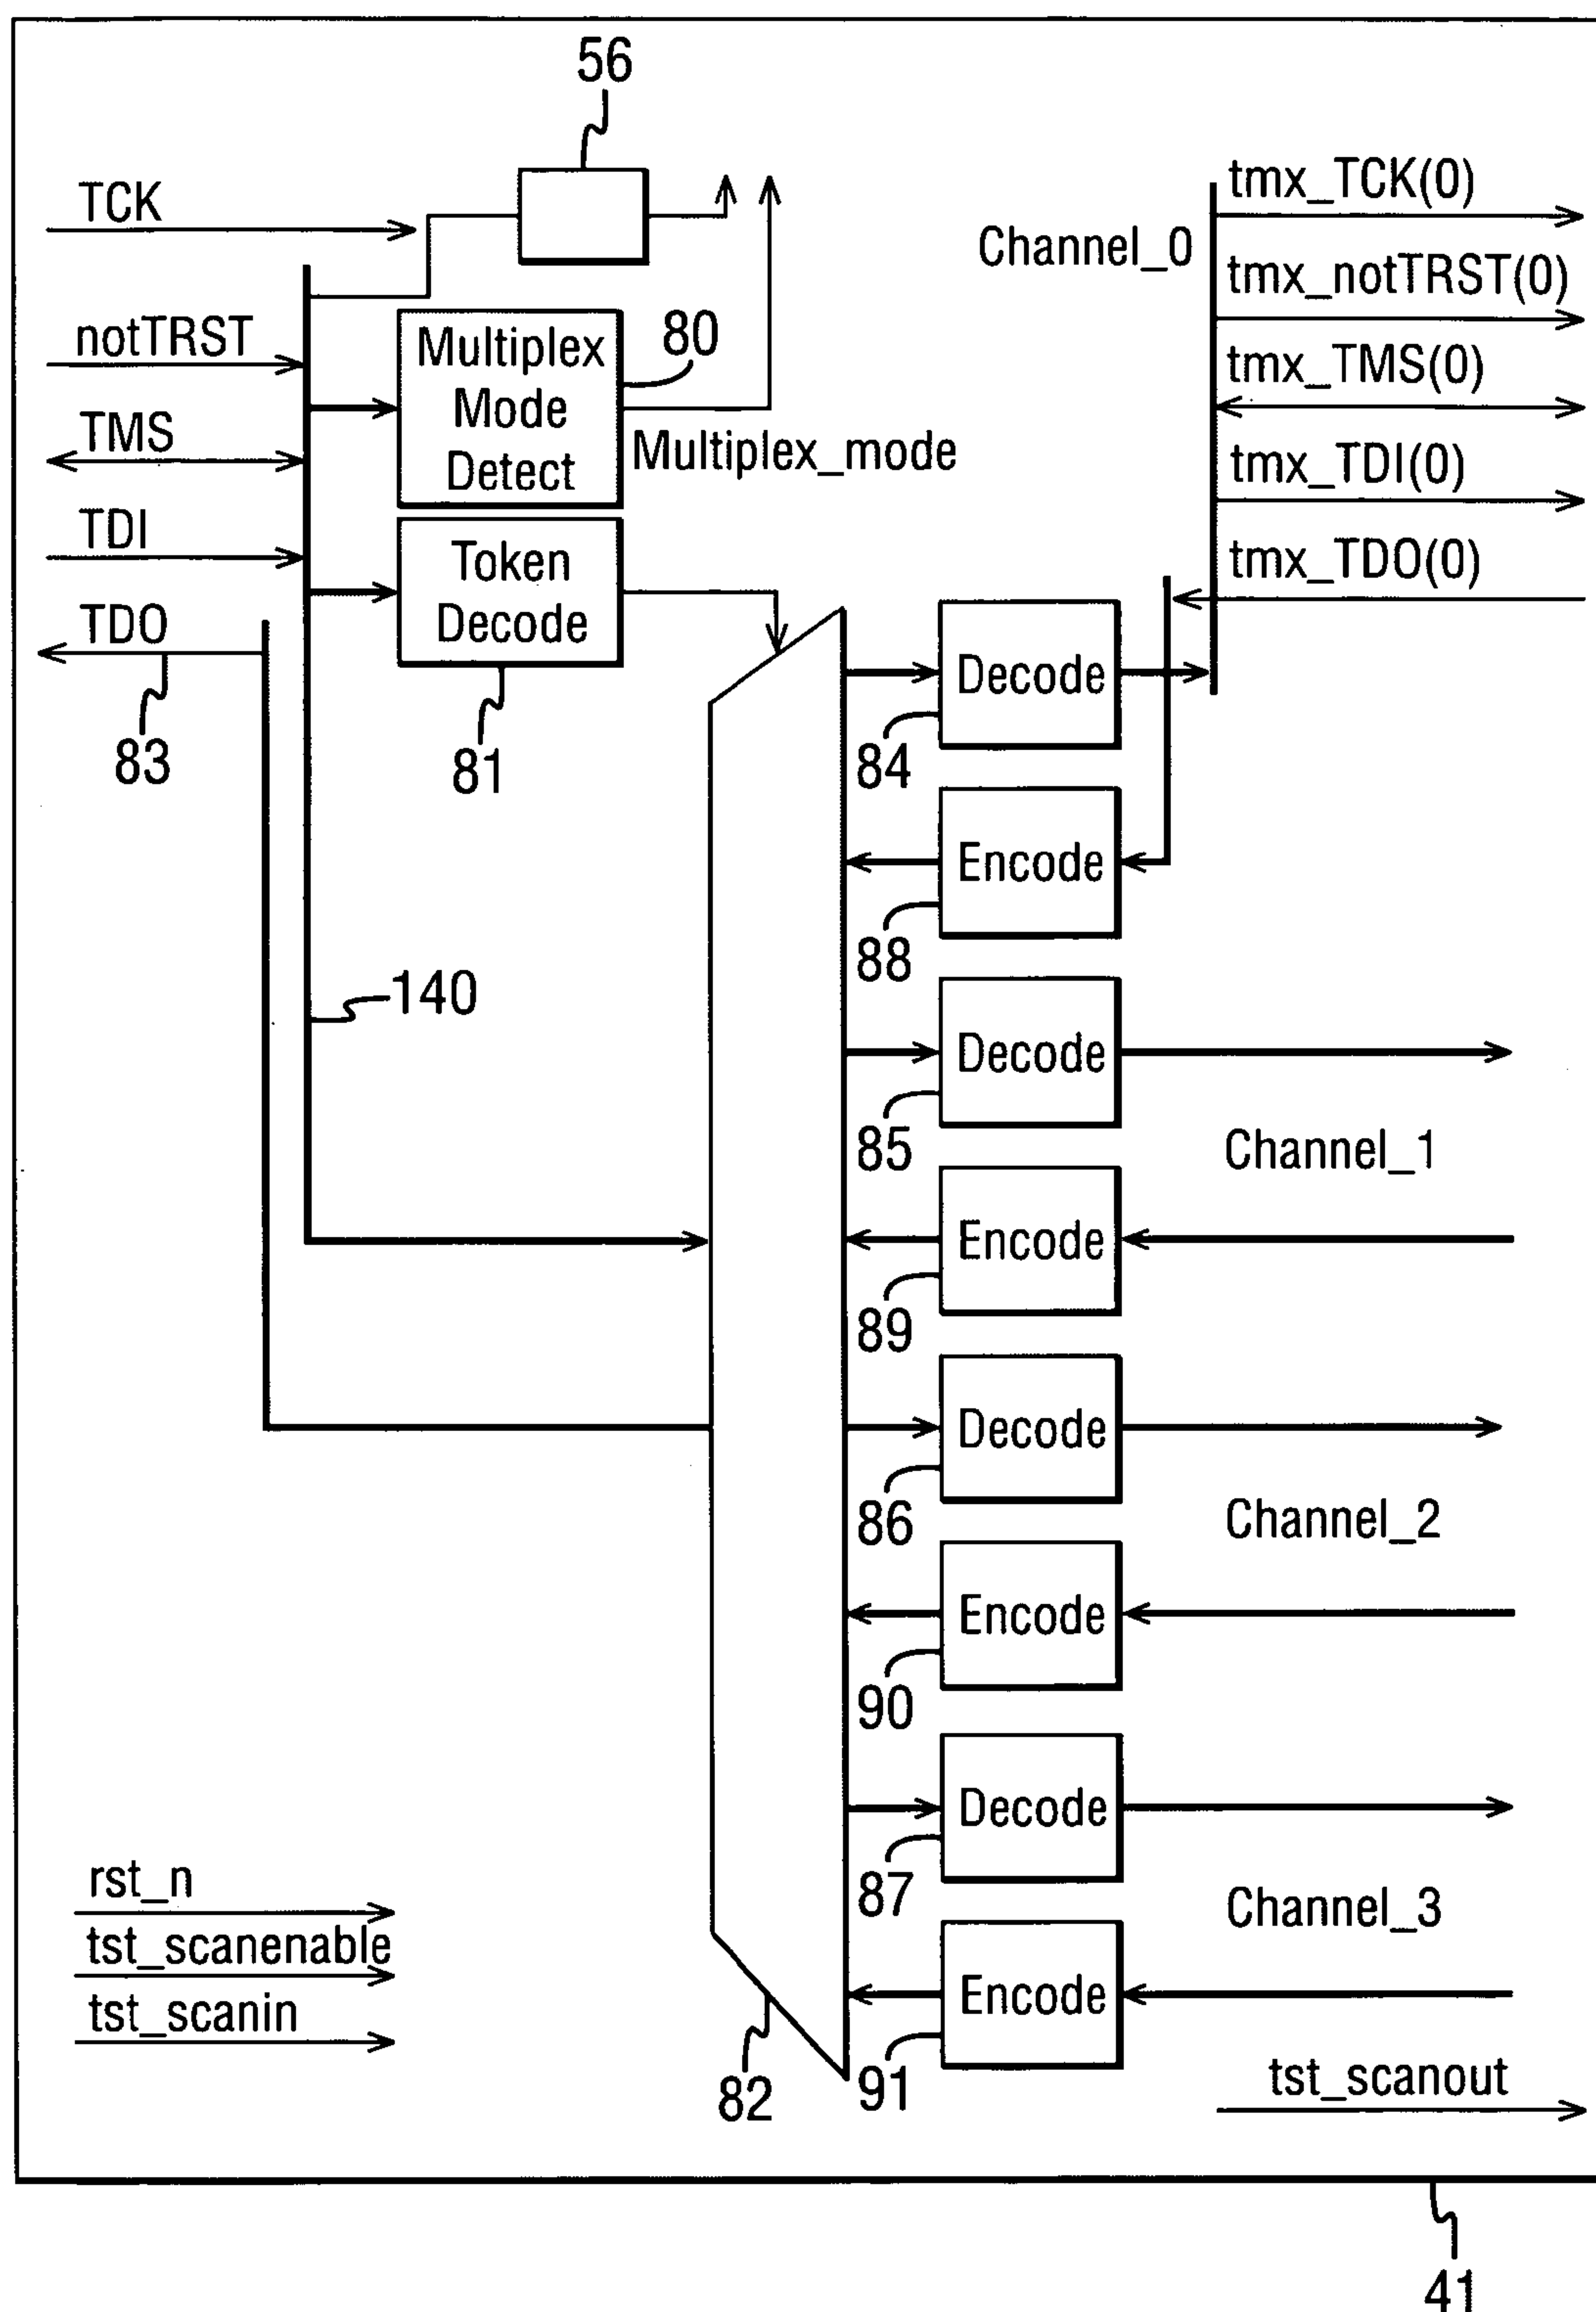 56
TCK
tmx_TCK(0)
Channel_0
tmx_notTRST(0)
notTRST
Multiplex
Mode
Detect
80
tmx_TMS(0)
TMS
Multiplex_mode
tmx_TDI(0)
TDI
Token
Decode
tmx_TDO(0)
TDO
83
81
Decode
84
Encode
88
140
Decode
85
Channel_1
Encode
89
Decode
86
Channel_2
Encode
90
Decode
87
rst_n
Channel_3
tst_scanenable
tst_scanin
Encode
82
91
tst_scanout
41